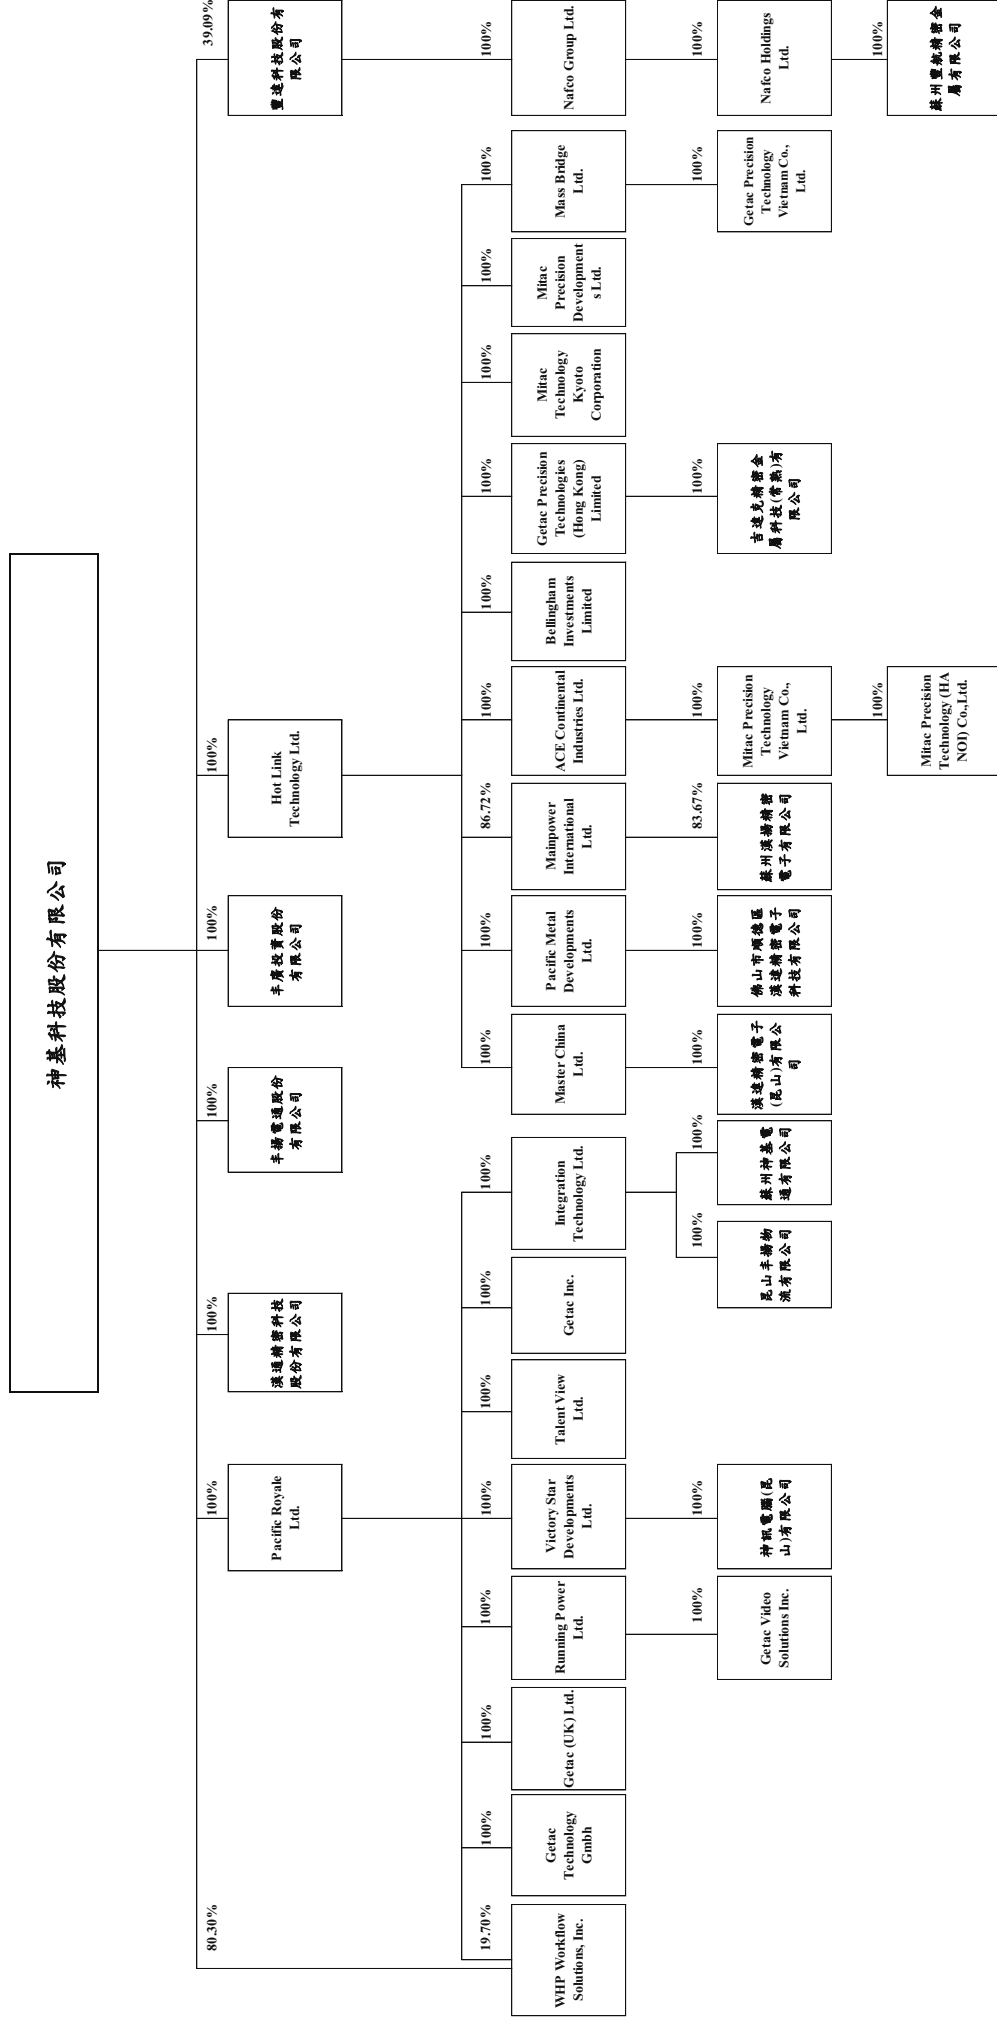 神基科技股份有限公司
80.30%
100%
100%
100%
100%
100%
39.09%
Pacific Royale
Ltd.
漢通精密科技
股份有限公司
丰揚電通股份
有限公司
丰廣投資股份
有限公司
Hot Link
Technology Ltd.
豐達科技股份有
限公司
19.70%
100%
100%
100%
100%
100%
100%
100%
100%
100%
86.72%
100%
100%
100%
100%
100%
100%
100%
WHP Workflow
Solutions, Inc.
Getac
Technology
Gmbh
Getac (UK) Ltd.
Running Power
Ltd.
Victory Star
Developments
Ltd.
Talent View
Ltd.
Getac Inc.
Integration
Technology Ltd.
Master China
Ltd.
Pacific Metal
Developments
Ltd.
Mainpower
International
Ltd.
ACE Continental
Industries Ltd.
Bellingham
Investments
Limited
Getac Precision
Technologies
(Hong Kong)
Limited
Mitac
Technology
Kyoto
Corporation
Mitac
Precision
Development
s Ltd.
Mass Bridge
Ltd.
Nafco Group Ltd.
100%
100%
100%
100%
100%
100%
83.67%
100%
100%
100%
100%
Getac Video
Solutions Inc.
神訊電腦(昆
山)有限公司
昆山丰揚物
流有限公司
蘇州神基電
通有限公司
漢達精密電子
(昆山)有限公
司
佛山市順德區
漢達精密電子
科技有限公司
蘇州漢揚精密
電子有限公司
Mitac Precision
Technology
Vietnam Co.,
Ltd.
吉達克精密金
屬科技(常熟)有
限公司
Getac Precision
Technology
Vietnam Co.,
Ltd.
Nafco Holdings
Ltd.
100%
100%
Mitac Precision
Technology (HA
NOI) Co.,Ltd.
蘇州豐航精密金
屬有限公司